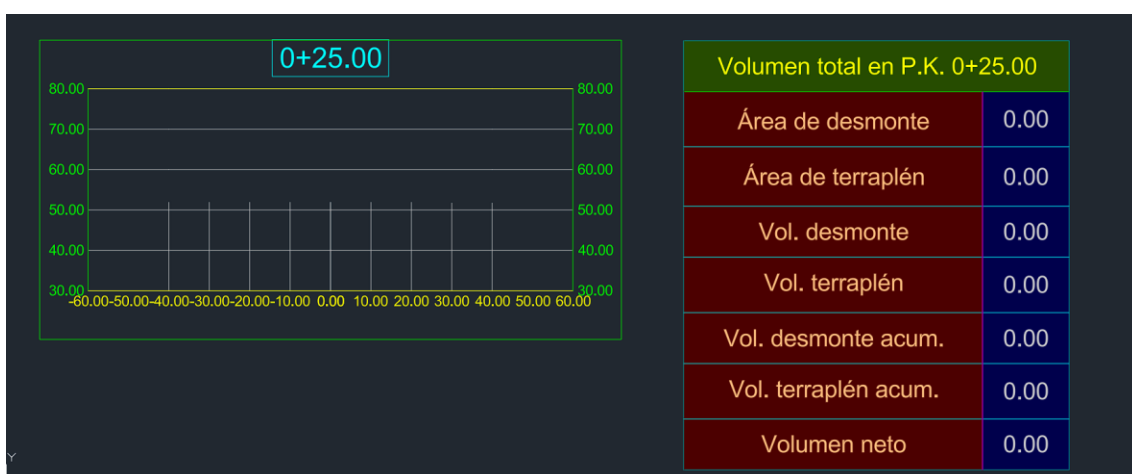 0+25.00
80.00 80.00
70.00 70.00
60.00 60.00
50.00 50.00
40.00 40.00
30.00 30.00
-60.00-50.00-40.00-30.00-20.00-10.00 0.00 10.00 20.00 30.00 40.00 50.00 60.00
Volumen total en P.K. 0+25.00
Área de desmonte 0.00
Área de terraplén 0.00
Vol. desmonte 0.00
Vol. terraplén 0.00
Vol. desmonte acum. 0.00
Vol. terraplén acum. 0.00
Volumen neto 0.00
Y